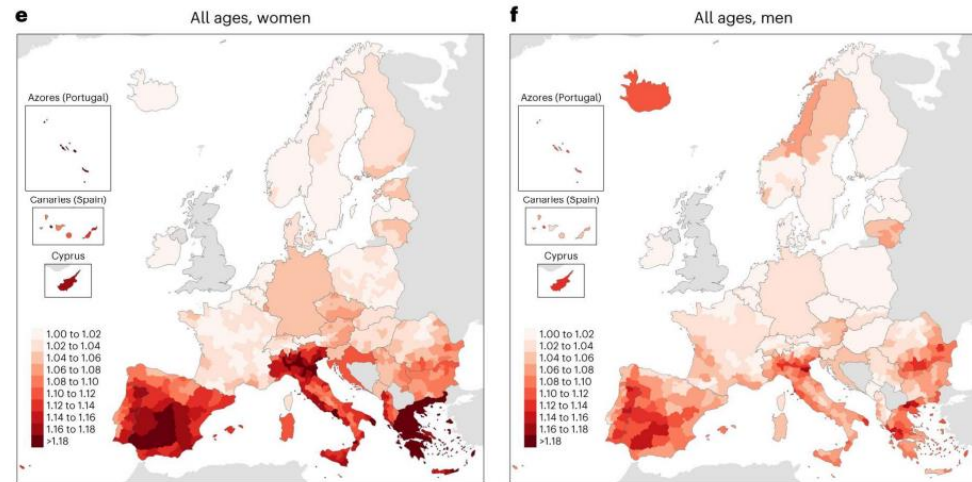 e
All ages, women
Azores (Portugal)
Canaries (Spain)
Cyprus
1.00 to 1.02
1.02 to 1.04
1.04 to 1.06
1.06 to 1.08
1.08 to 1.10
1.10 to 1.12
1.12 to 1.14
1.14 to 1.16
1.16 to 1.18
>1.18
f
All ages, men
Azores (Portugal)
Canaries (Spain)
Cyprus
1.00 to 1.02
1.02 to 1.04
1.04 to 1.06
1.06 to 1.08
1.08 to 1.10
1.10 to 1.12
1.12 to 1.14
1.14 to 1.16
1.16 to 1.18
>1.18